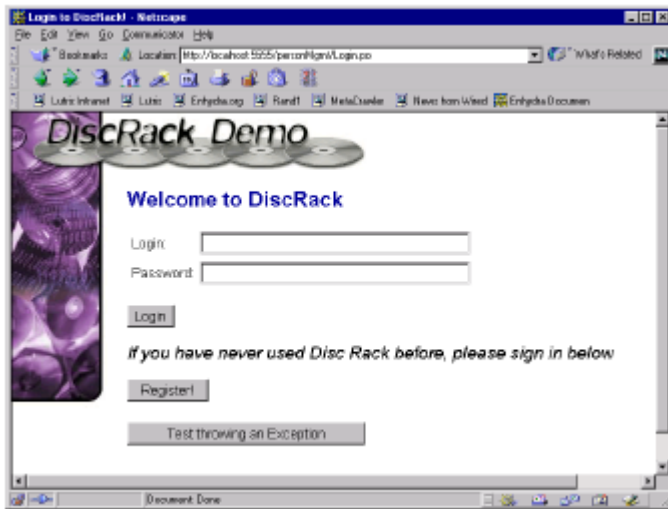 Login to DiscRack! - Netscape
File Edit View Go Communicator Help
Bookmarks Location: http://localhost:5555/personMgmt/Login.po What's Related
Lutris Intranet Lutris Enhydra.org RandT MetaCrawler News from Wired Enhydra Documen
DiscRack Demo
Welcome to DiscRack
Login:
Password:
Login
If you have never used Disc Rack before, please sign in below
Register!
Test throwing an Exception
Document: Done